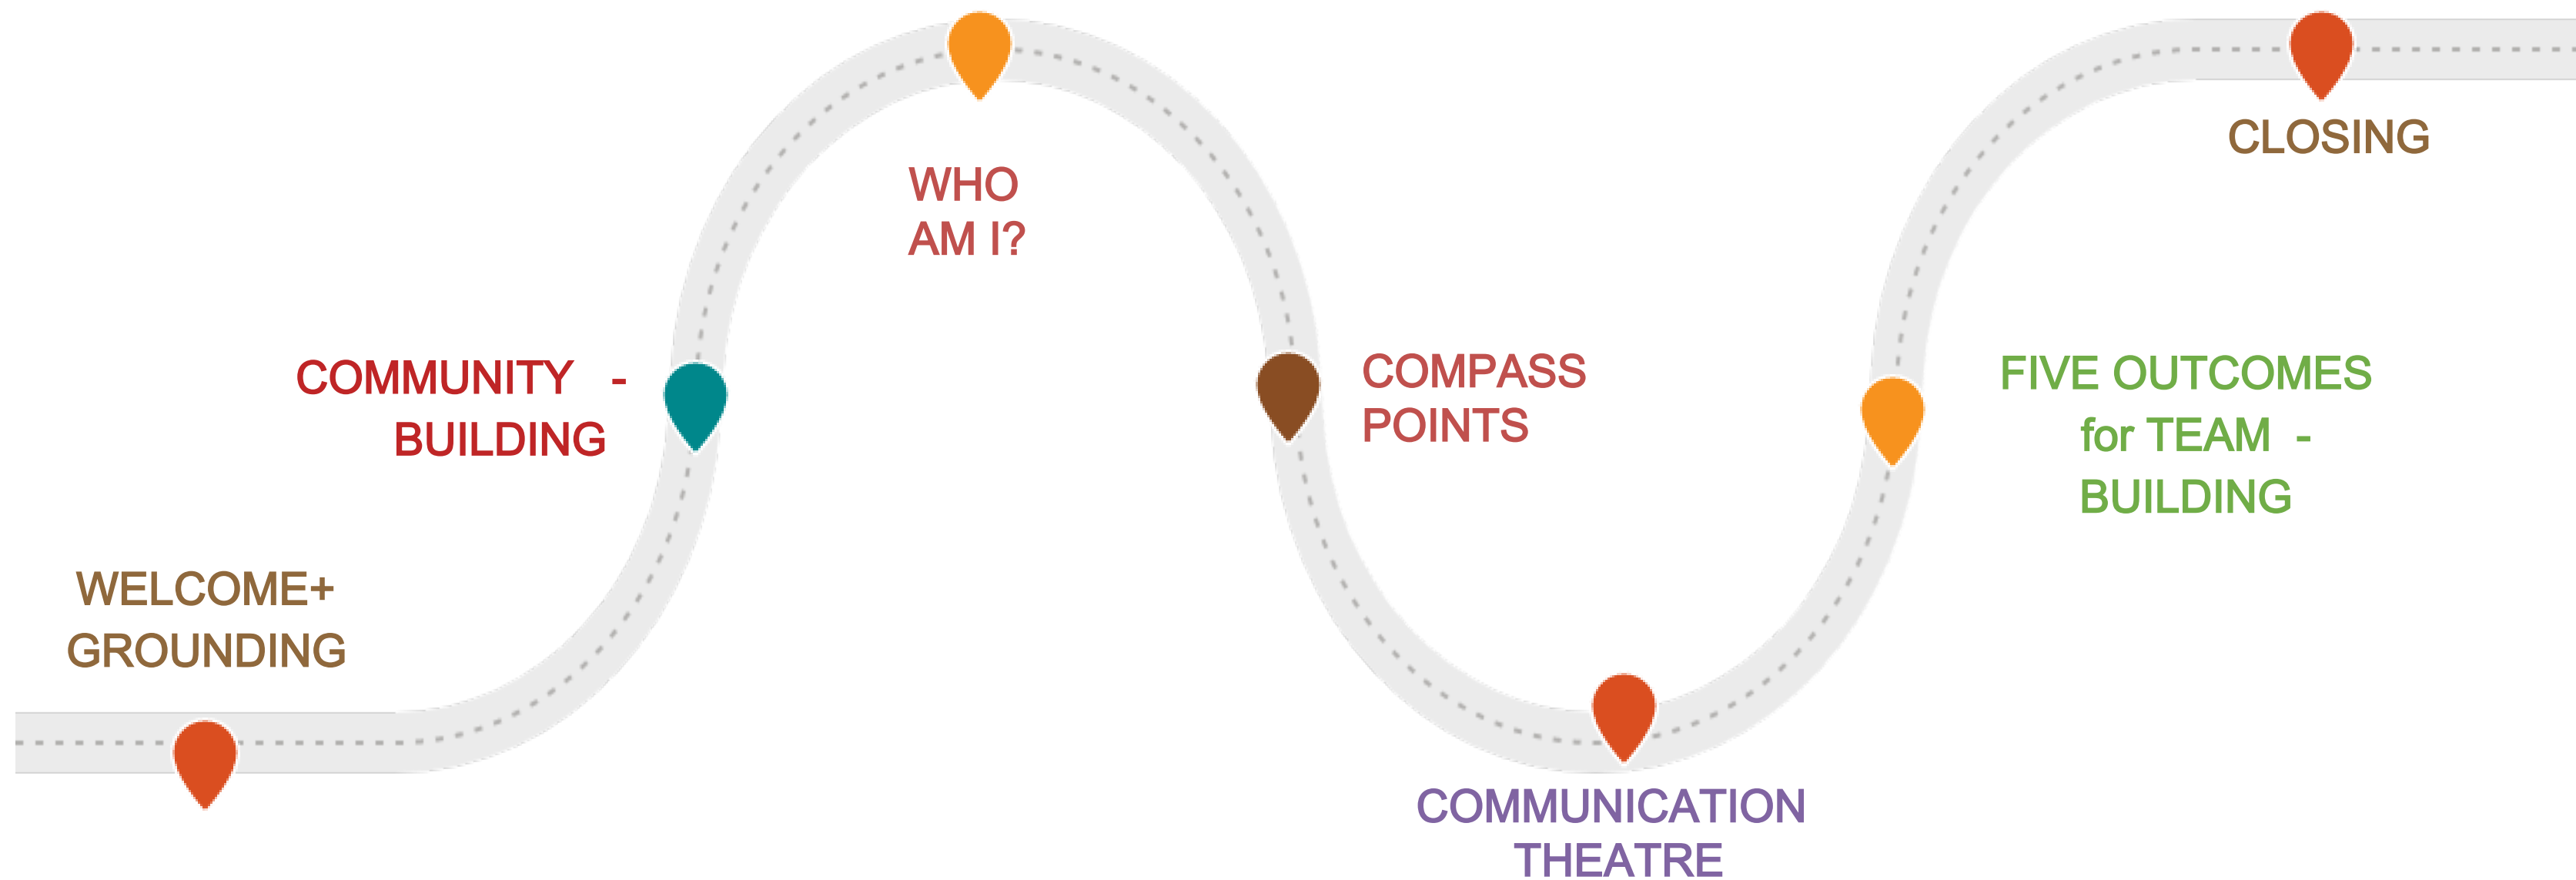 WELCOME+
GROUNDING
COMMUNITY -
BUILDING
WHO
AM I?
COMPASS
POINTS
COMMUNICATION
THEATRE
FIVE OUTCOMES
for TEAM -
BUILDING
CLOSING